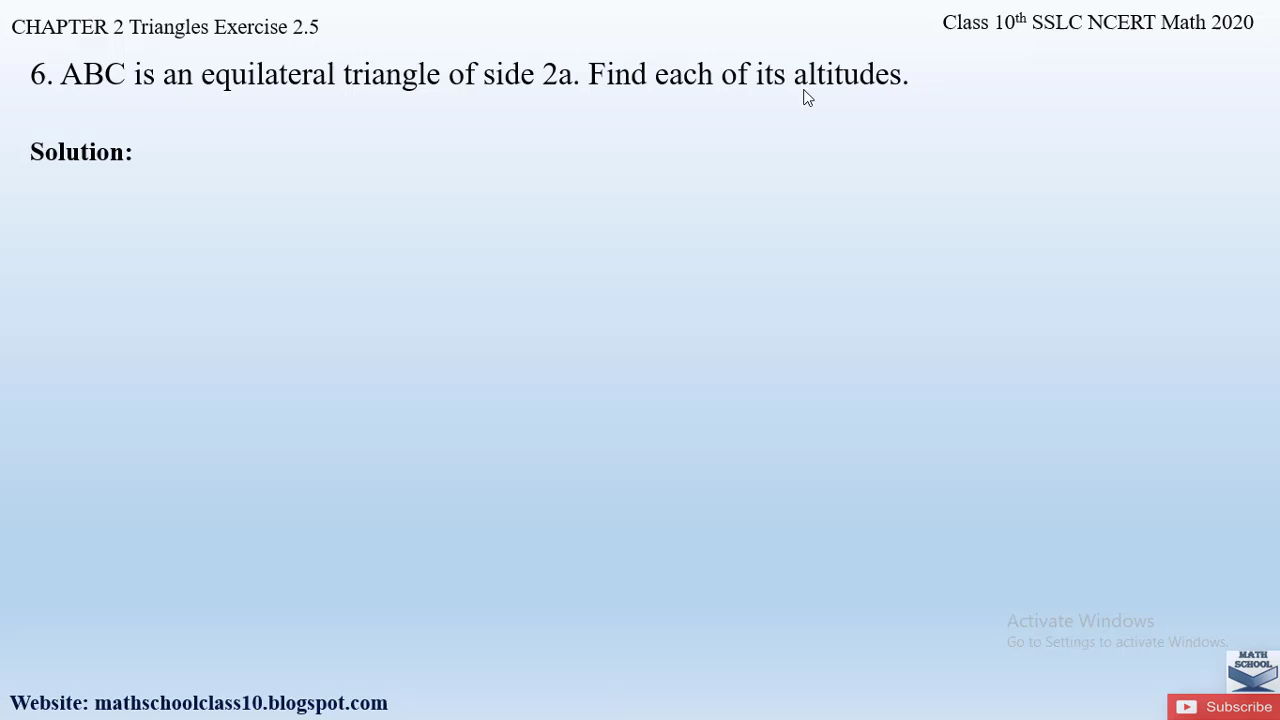 CHAPTER 2 Triangles Exercise 2.5
Class 10th SSLC NCERT Math 2020
6. ABC is an equilateral triangle of side 2a. Find each of its altitudes.
Solution:
Activate Windows
Go to Settings to activate Windows.
MATH
SCHOOL
Website: mathschoolclass10.blogspot.com
Subscribe